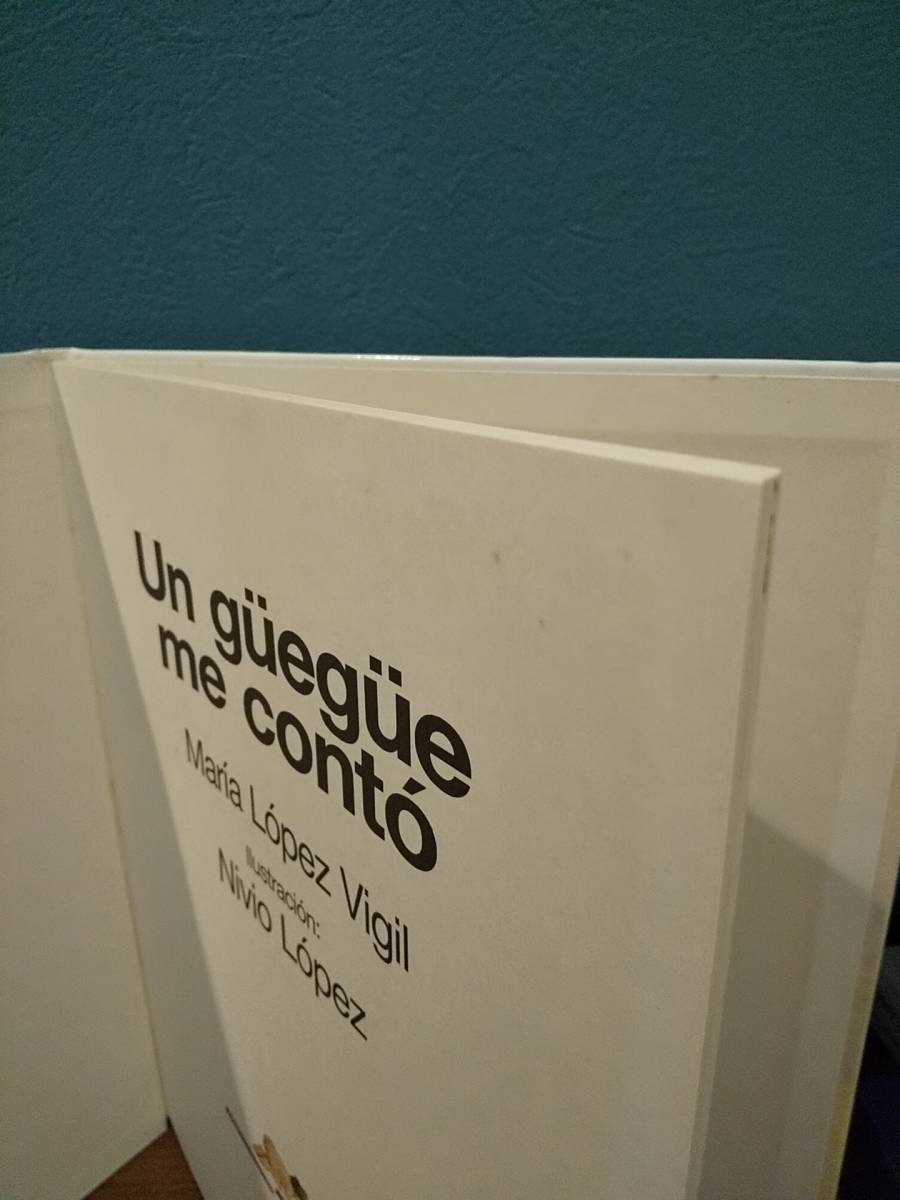 Un güegüe
me contó
María López Vigil
Ilustración:
Nivio López